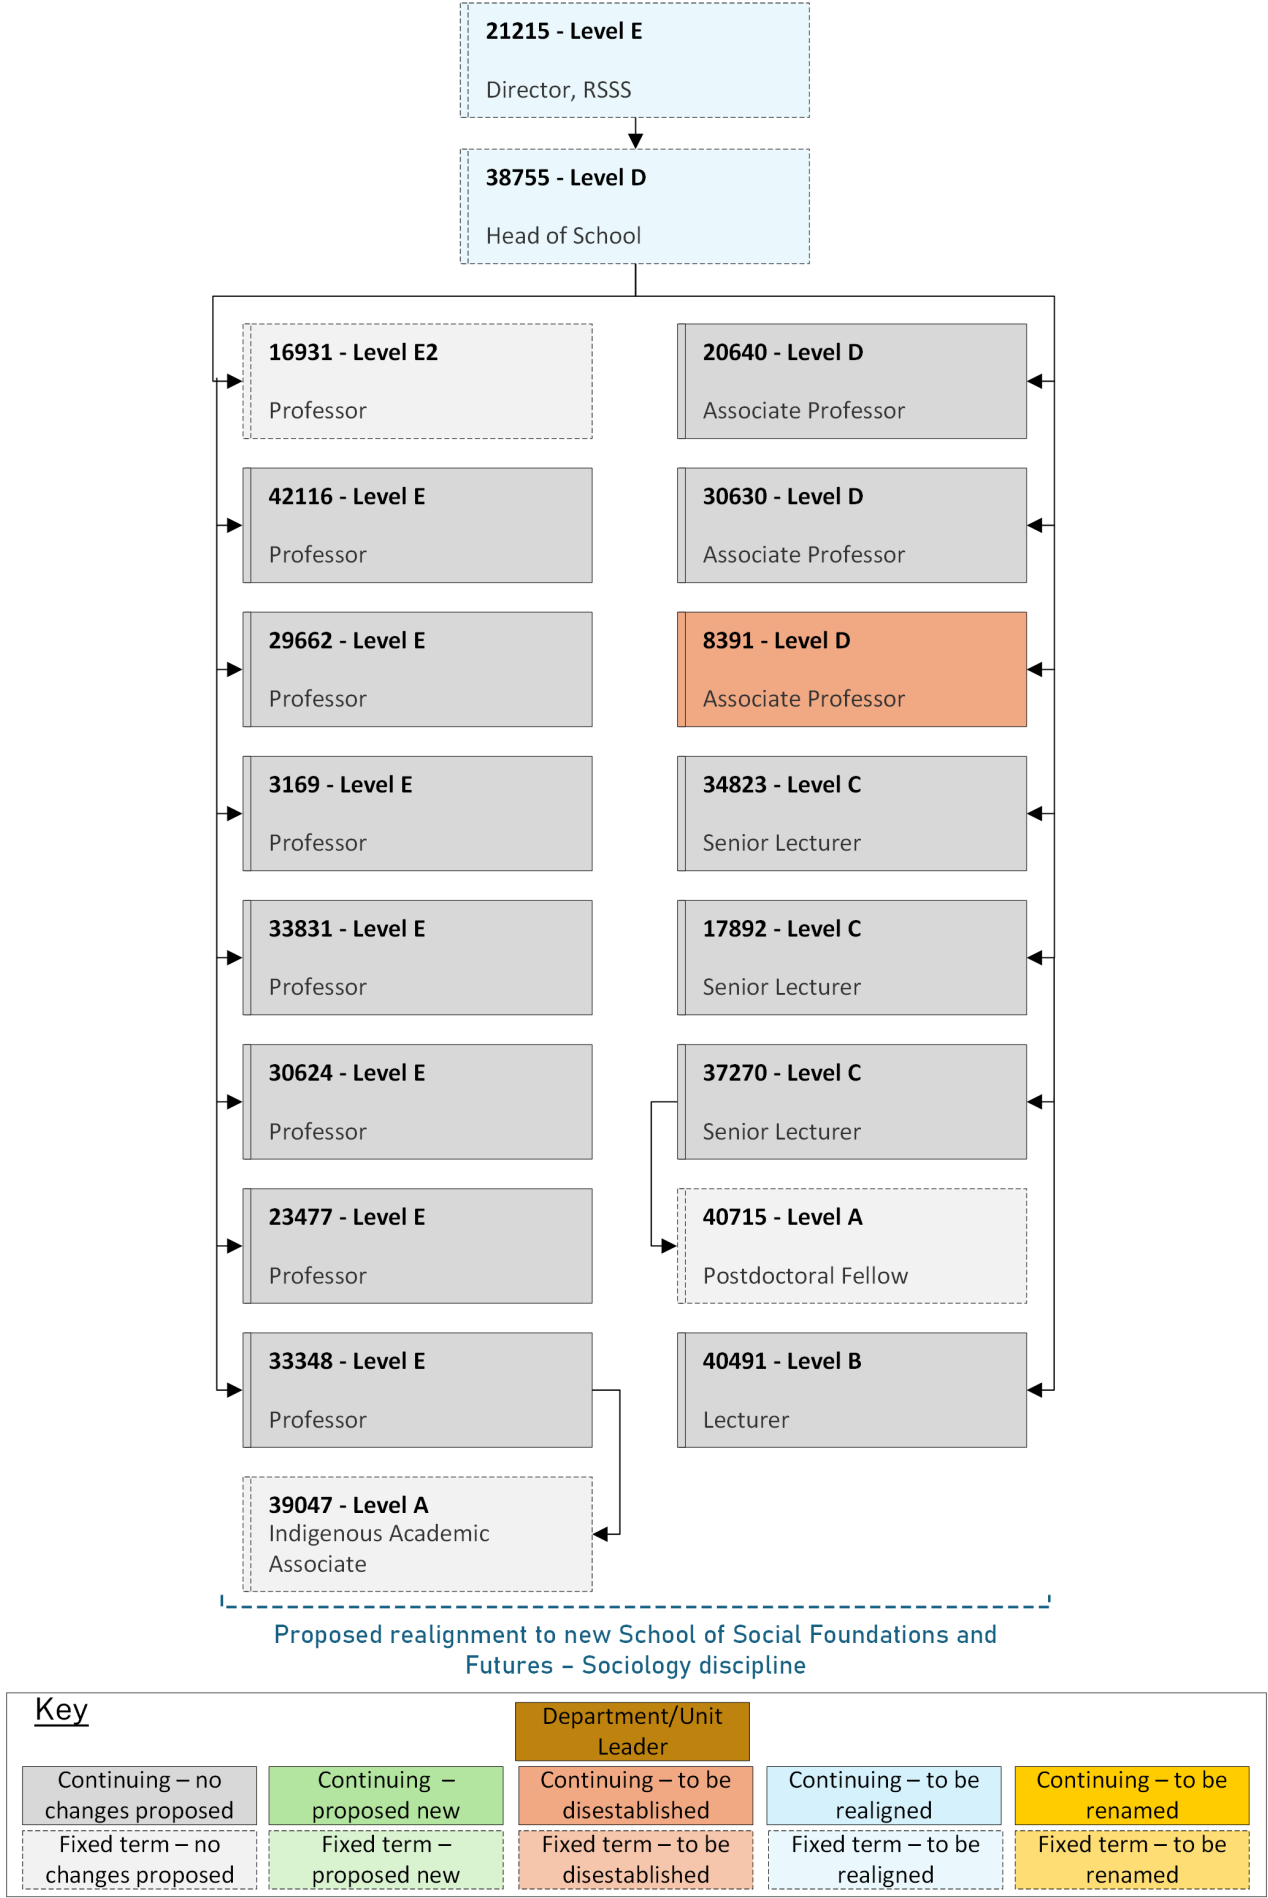 21215 - Level E
Director, RSSS
38755 - Level D
Head of School
16931 - Level E2
Professor
42116 - Level E
Professor
29662 - Level E
Professor
3169 - Level E
Professor
33831 - Level E
Professor
30624 - Level E
Professor
23477 - Level E
Professor
33348 - Level E
Professor
39047 - Level A
Indigenous Academic
Associate
20640 - Level D
Associate Professor
30630 - Level D
Associate Professor
8391 - Level D
Associate Professor
34823 - Level C
Senior Lecturer
17892 - Level C
Senior Lecturer
37270 - Level C
Senior Lecturer
40715 - Level A
Postdoctoral Fellow
40491 - Level B
Lecturer
Proposed realignment to new School of Social Foundations and
Futures – Sociology discipline
Key
Department/Unit
Leader
Continuing – no
changes proposed
Continuing –
proposed new
Continuing – to be
disestablished
Continuing – to be
realigned
Continuing – to be
renamed
Fixed term – no
changes proposed
Fixed term –
proposed new
Fixed term – to be
disestablished
Fixed term – to be
realigned
Fixed term – to be
renamed